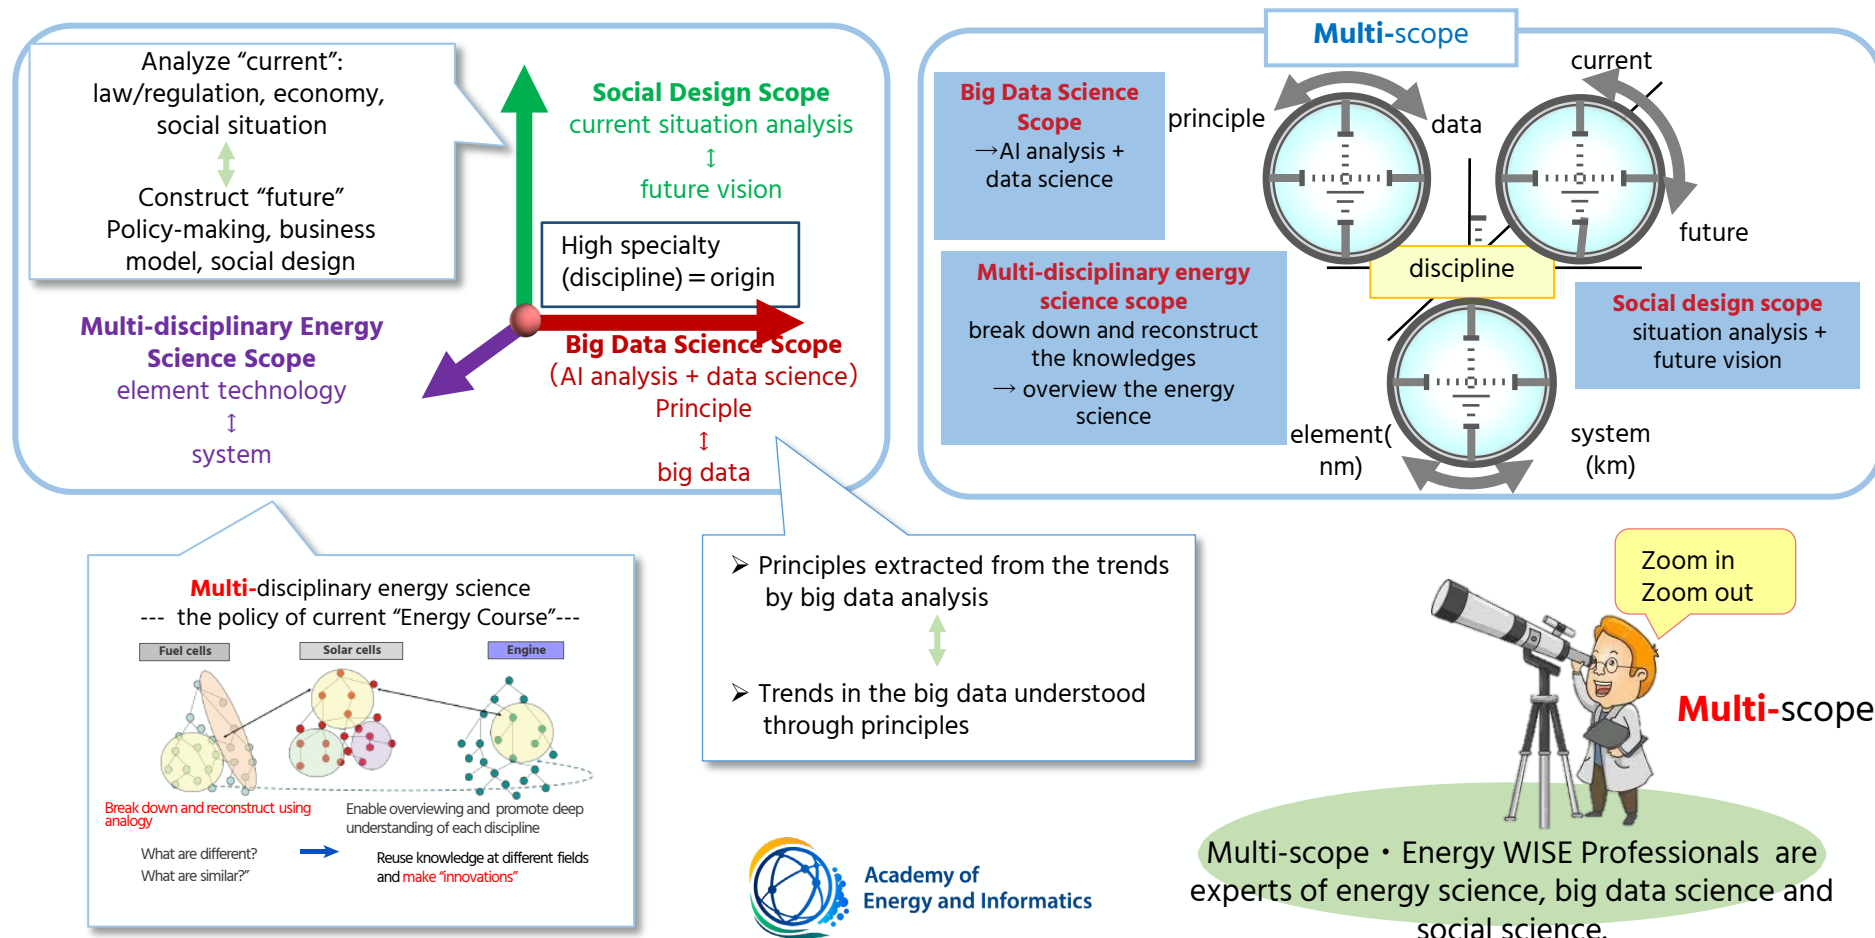 Analyze “current”:
law/regulation, economy,
social situation
Construct “future”
Policy-making, business
model, social design
Social Design Scope
current situation analysis
↕
future vision
High specialty
(discipline)＝origin
Multi-disciplinary Energy
Science Scope
element technology
↕
system
Big Data Science Scope
（AI analysis + data science）
Principle
↕
big data
Multi-scope
Big Data Science
Scope
→AI analysis +
data science
principle
data
current
future
discipline
Multi-disciplinary energy
science scope
break down and reconstruct
the knowledges
→ overview the energy
science
Social design scope
situation analysis +
future vision
element(
nm)
system
(km)
Multi-disciplinary energy science
--- the policy of current “Energy Course”---
Fuel cells
Solar cells
Engine
Break down and reconstruct using
analogy
Enable overviewing and promote deep
understanding of each discipline
What are different?
What are similar?”
Reuse knowledge at different fields
and make “innovations”
➢ Principles extracted from the trends
by big data analysis
➢ Trends in the big data understood
through principles
Zoom in
Zoom out
Multi-scope
Academy of
Energy and Informatics
Multi-scope・Energy WISE Professionals are
experts of energy science, big data science and
social science.